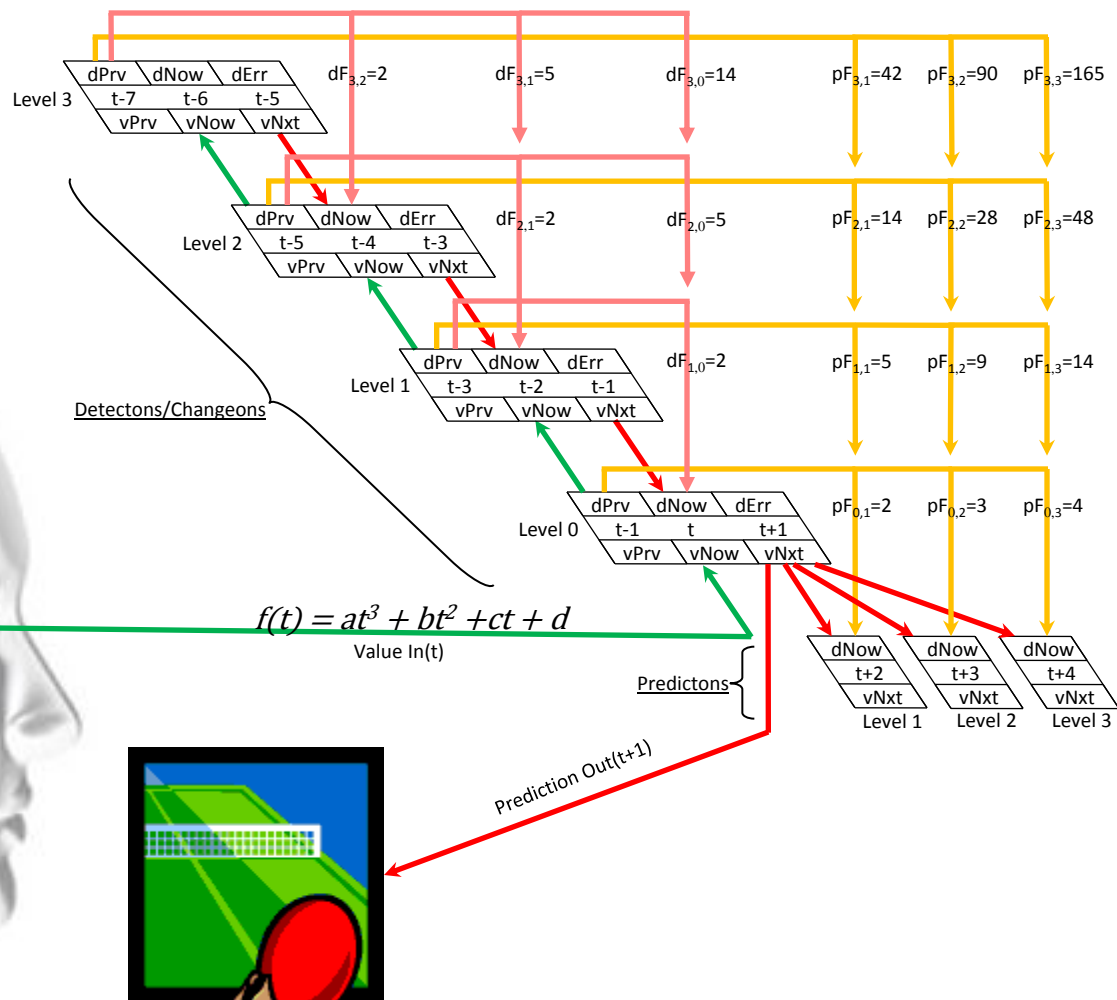 dF3,2=2 dF3,1=5 dF3,0=14 pF3,1=42 pF3,2=90 pF3,3=165
dPrv dNow dErr
Level 3 t-7 t-6 t-5
vPrv vNow vNxt
dF2,1=2 dF2,0=5 pF2,1=14 pF2,2=28 pF2,3=48
dPrv dNow dErr
Level 2 t-5 t-4 t-3
vPrv vNow vNxt
dF1,0=2 pF1,1=5 pF1,2=9 pF1,3=14
dPrv dNow dErr
Level 1 t-3 t-2 t-1
vPrv vNow vNxt
Detectons/Changeons
pF0,1=2 pF0,2=3 pF0,3=4
dPrv dNow dErr
Level 0 t-1 t t+1
vPrv vNow vNxt
f(t) = at³ + bt² +ct + d
Value In(t)
Predictons
dNow dNow dNow
t+2 t+3 t+4
vNxt vNxt vNxt
Level 1 Level 2 Level 3
Prediction Out(t+1)